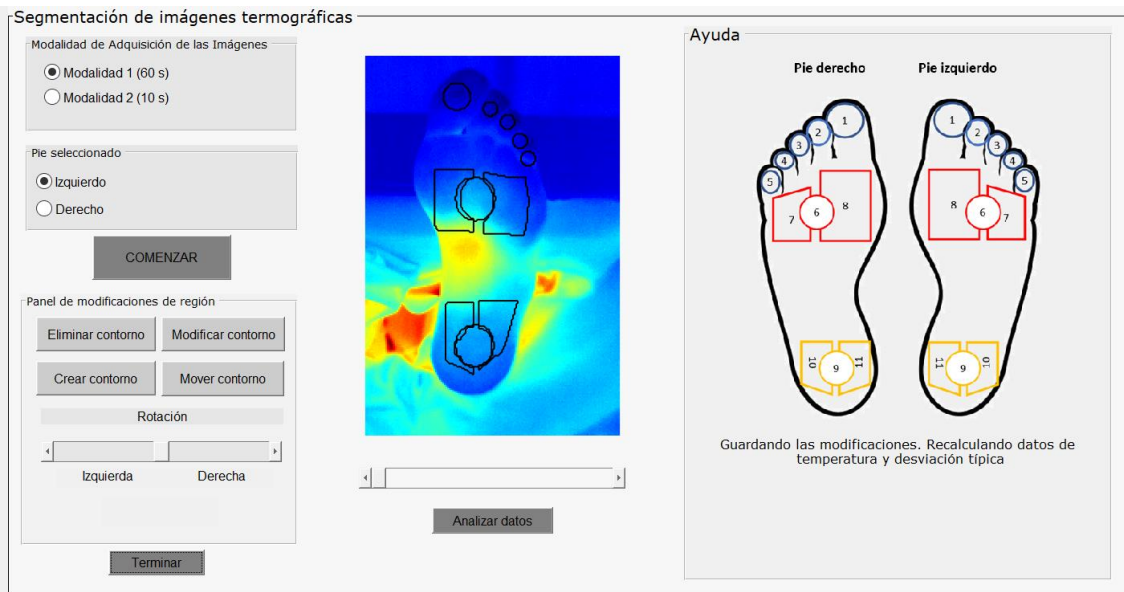 Segmentación de imágenes termográficas
Modalidad de Adquisición de las Imágenes
Modalidad 1 (60 s)
Modalidad 2 (10 s)
Pie seleccionado
Izquierdo
Derecho
COMENZAR
Panel de modificaciones de región
Eliminar contorno
Modificar contorno
Crear contorno
Mover contorno
Rotación
Izquierda
Derecha
Terminar
Analizar datos
Ayuda
Pie derecho
Pie izquierdo
1
2
3
4
5
7
6
8
10
9
11
1
2
3
4
5
8
6
7
11
9
10
Guardando las modificaciones. Recalculando datos de
temperatura y desviación típica